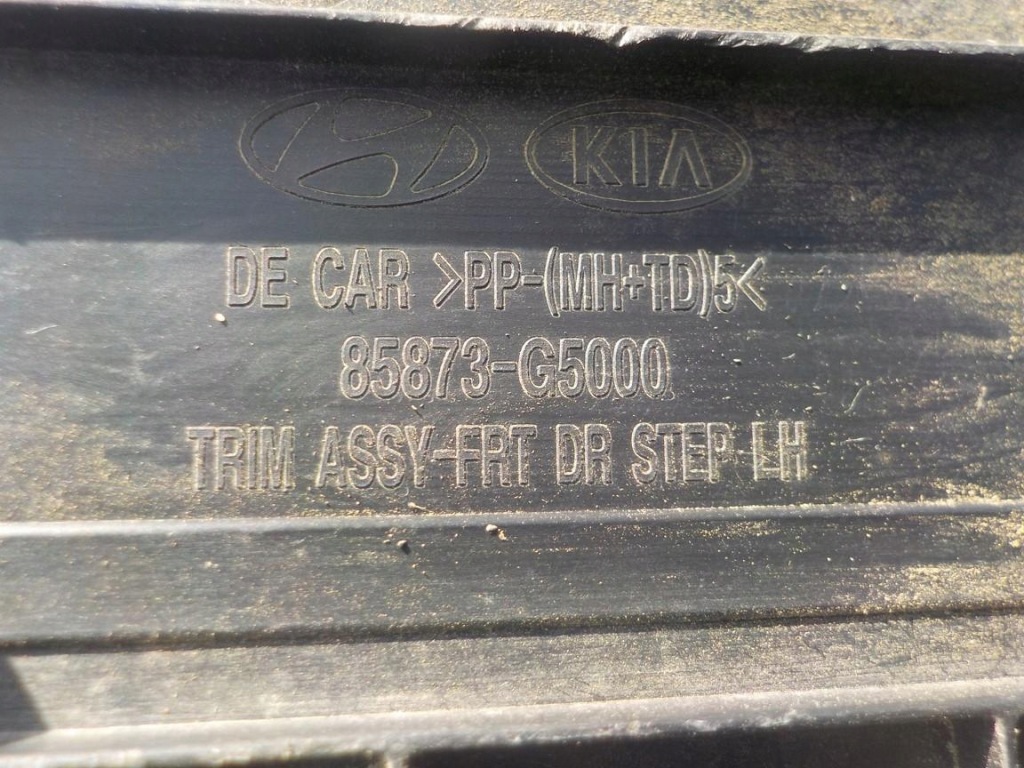 KIA
DE CAR >PP-(MH+TD)5<
85873-G5000
TRIM ASSY-FRT DR STEP LH